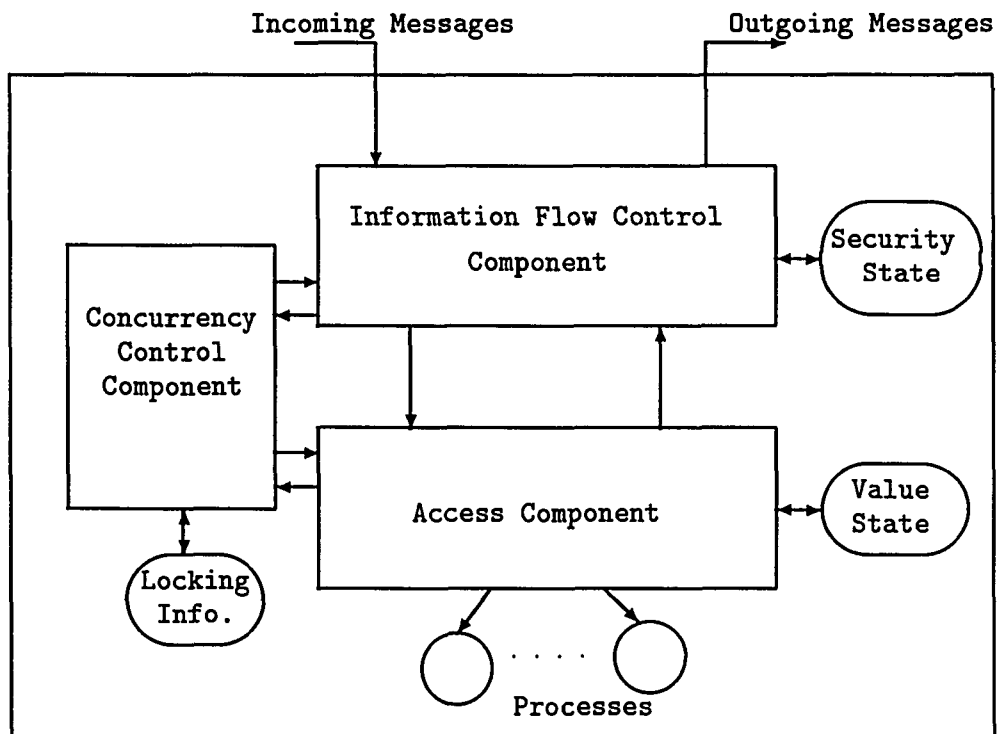 Incoming Messages
Outgoing Messages
Information Flow Control
Component
Security
State
Concurrency
Control
Component
Access Component
Value
State
Locking
Info.
Processes